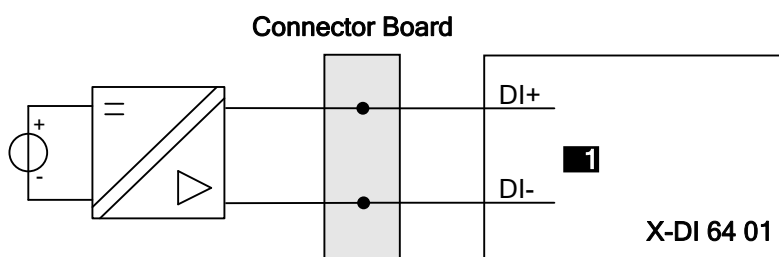 Connector Board
DI+
=
+
1
-
DI-
X-DI 64 01